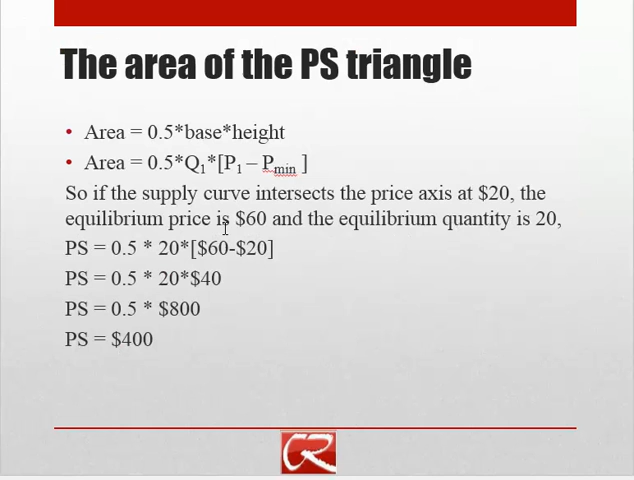 The area of the PS triangle
• Area = 0.5*base*height
• Area = 0.5*Q₁*[P₁ – Pmin ]
So if the supply curve intersects the price axis at $20, the
equilibrium price is $60 and the equilibrium quantity is 20,
PS = 0.5 * 20*[$60-$20]
PS = 0.5 * 20*$40
PS = 0.5 * $800
PS = $400
CR